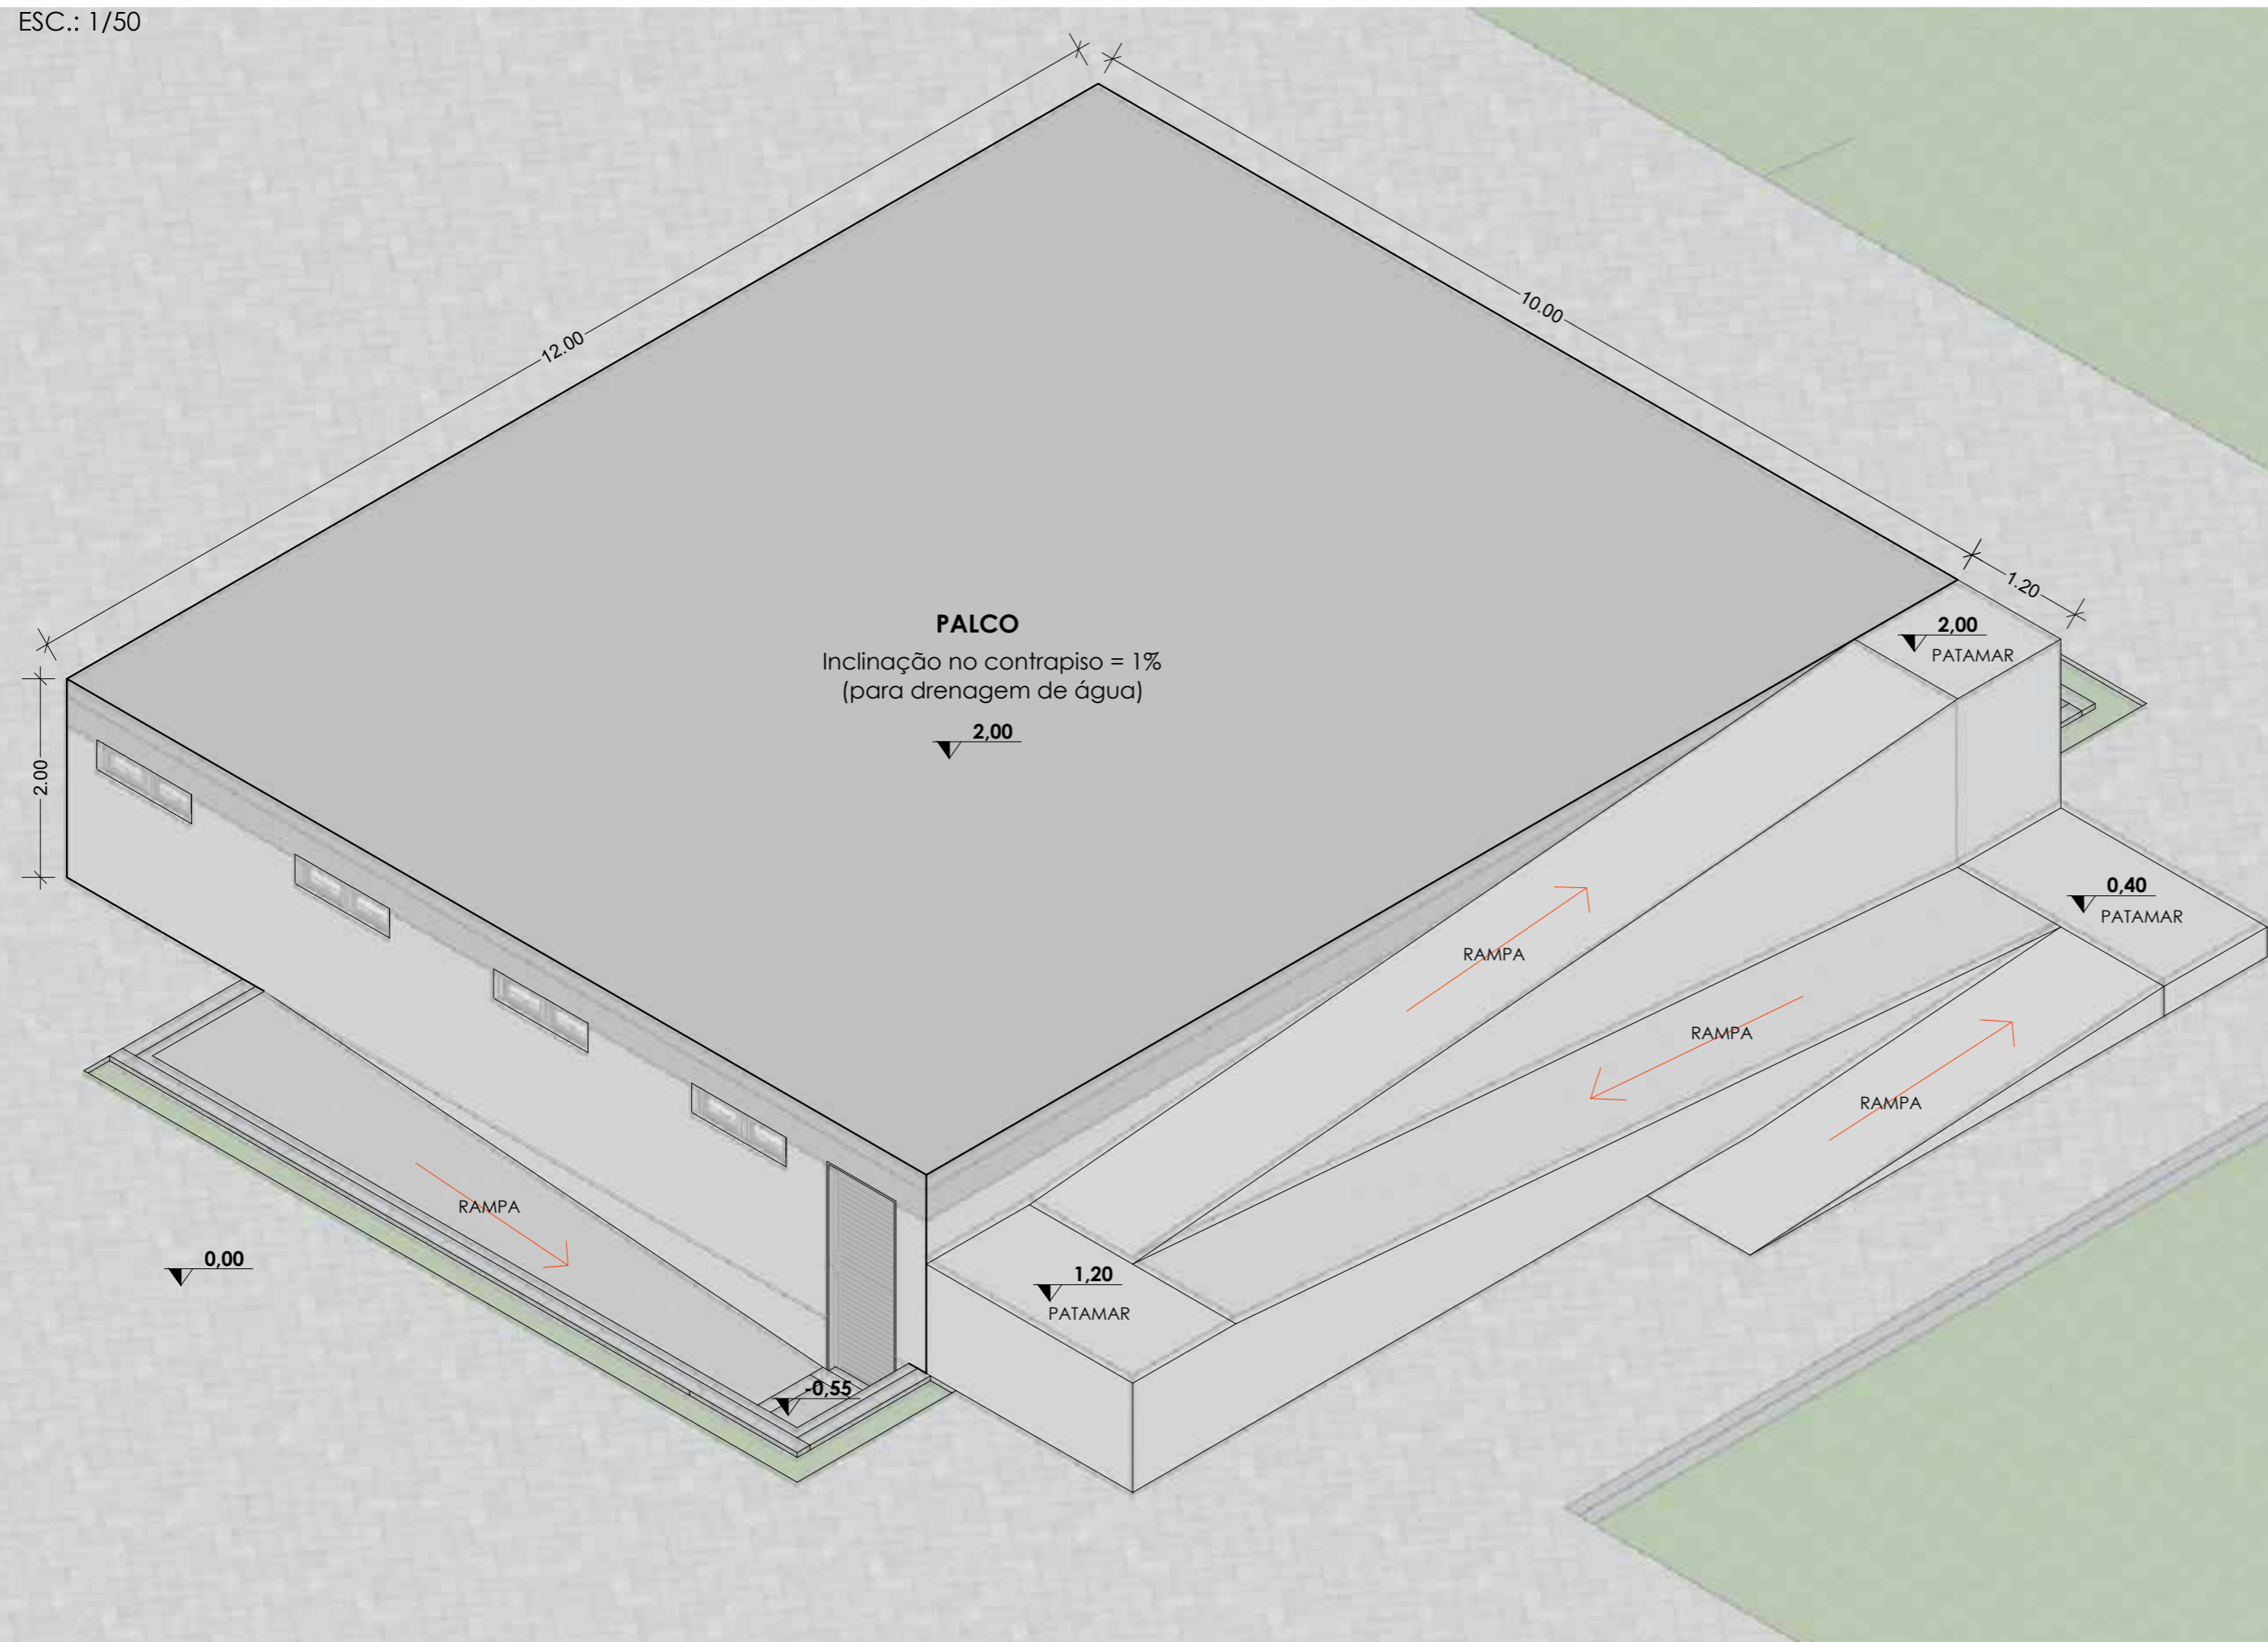 ESC.: 1/50
12.00
10.00
1.20
2.00
PALCO
Inclinação no contrapiso = 1%
(para drenagem de água)
2,00
2,00
PATAMAR
0,40
PATAMAR
RAMPA
RAMPA
RAMPA
RAMPA
0,00
1,20
PATAMAR
-0,55